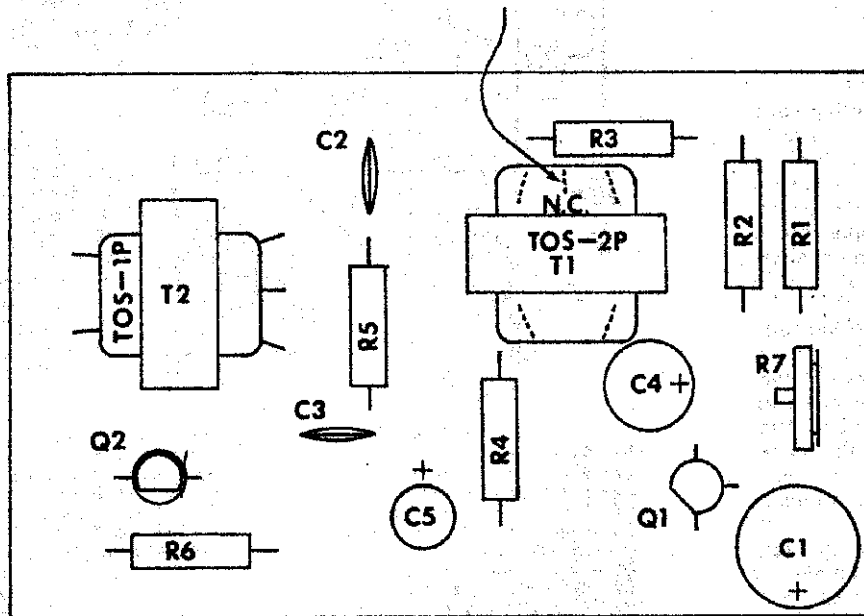 C2
R3
N.C.
TOS-2P
T1
R2
R1
TOS-1P
T2
R5
R7
C4
C3
R4
Q2
C5
Q1
C1
R6
+
+
+